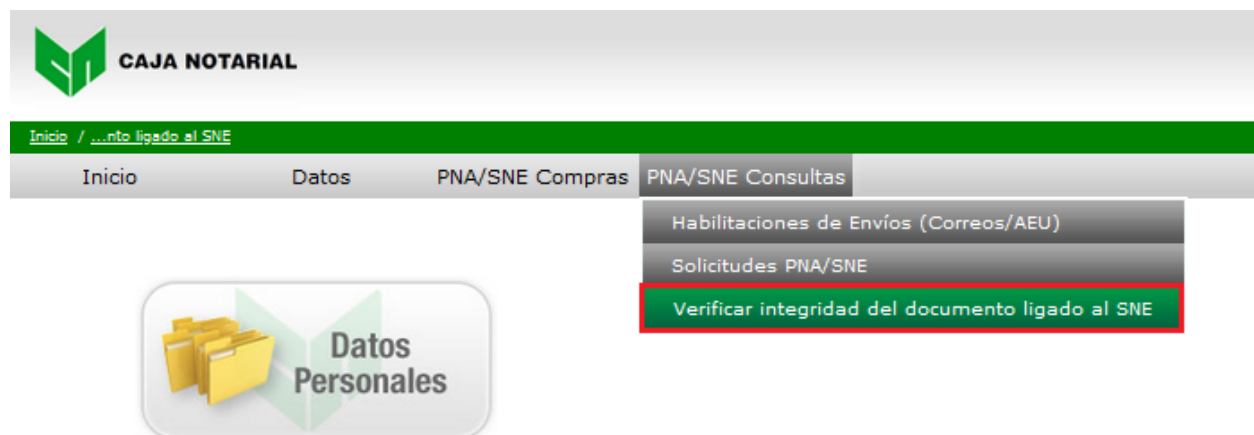 CAJA NOTARIAL
Inicio / ...nto ligado al SNE
Inicio Datos PNA/SNE Compras PNA/SNE Consultas
Habilitaciones de Envíos (Correos/AEU)
Solicitudes PNA/SNE
Verificar integridad del documento ligado al SNE
Datos
Personales